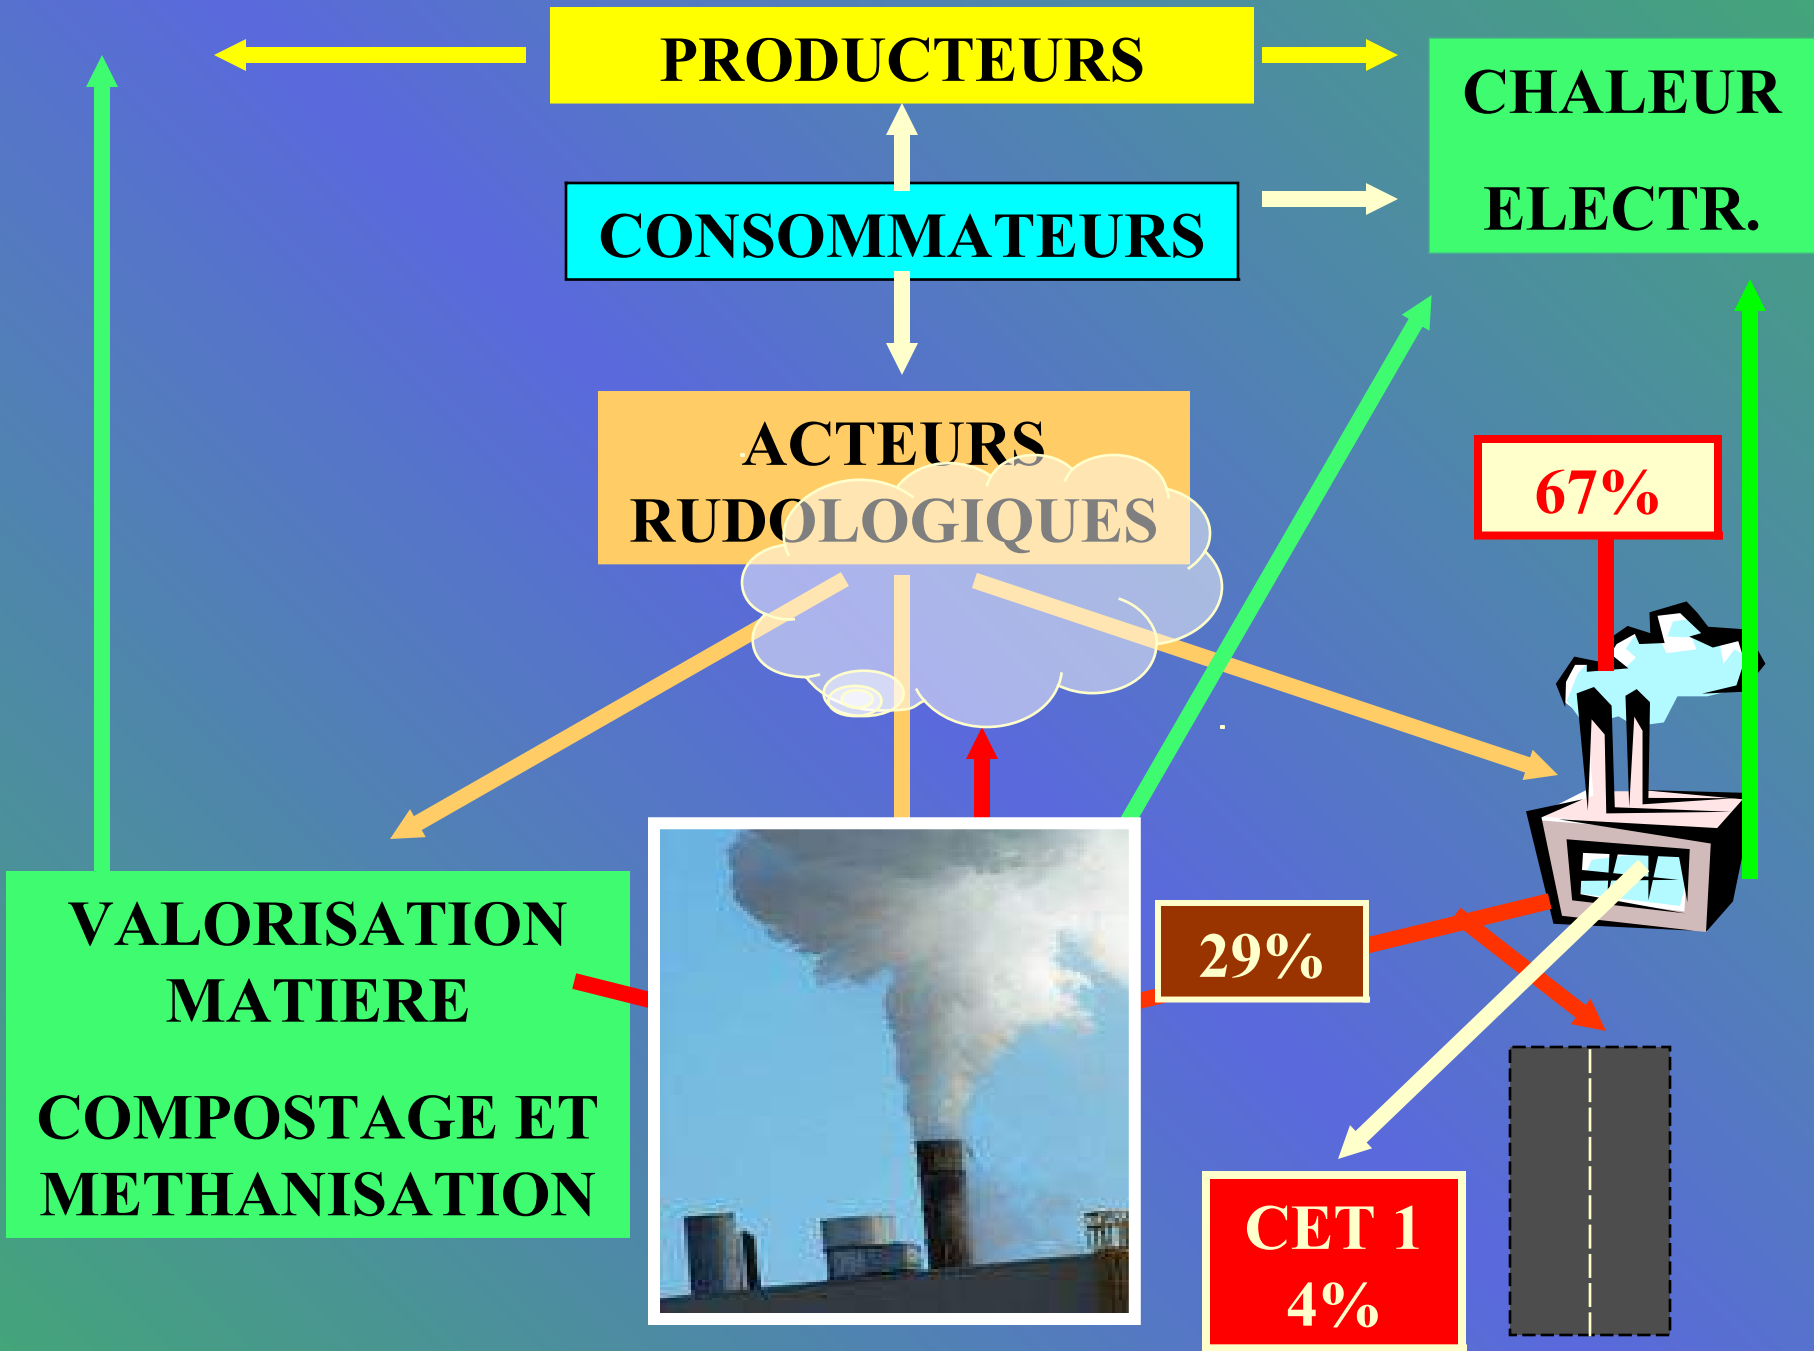 PRODUCTEURS
CHALEUR
ELECTR.
CONSOMMATEURS
ACTEURS
RUDOLOGIQUES
67%
VALORISATION
MATIERE
COMPOSTAGE ET
METHANISATION
29%
CET 1
4%